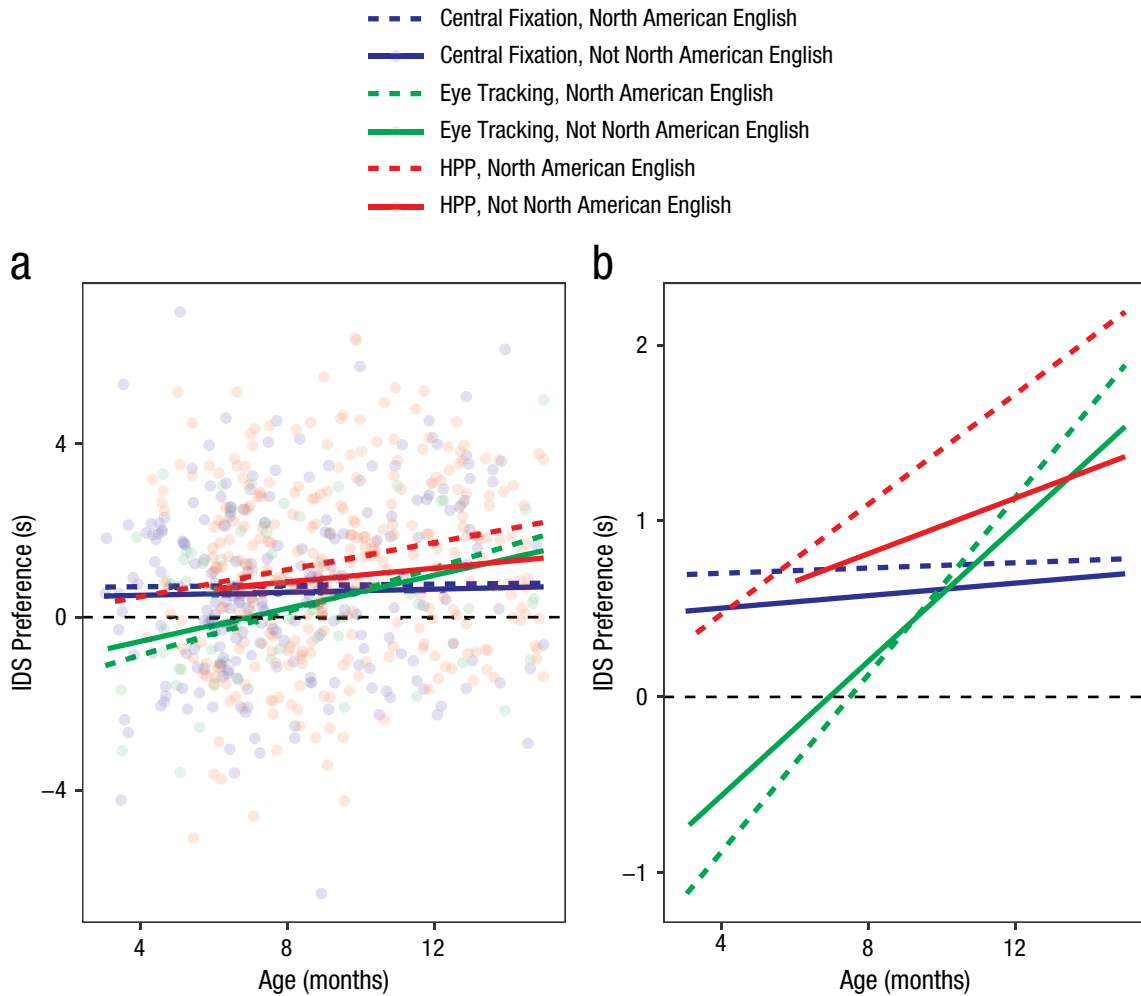 Central Fixation, North American English
Central Fixation, Not North American English
Eye Tracking, North American English
Eye Tracking, Not North American English
HPP, North American English
HPP, Not North American English
a
IDS Preference (s)
4
0
−4
4
8
12
Age (months)
b
IDS Preference (s)
2
1
0
−1
4
8
12
Age (months)